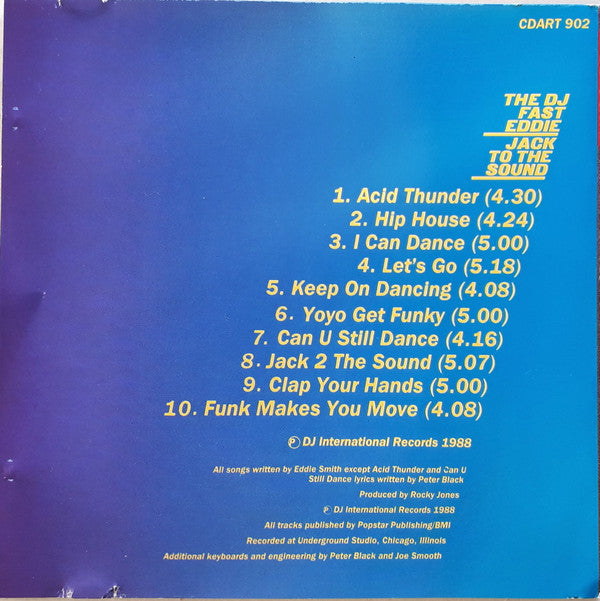 CDART 902
THE DJ
FAST
EDDIE
JACK
TO THE
SOUND
1. Acid Thunder (4.30)
2. Hip House (4.24)
3. I Can Dance (5.00)
4. Let's Go (5.18)
5. Keep On Dancing (4.08)
6. Yoyo Get Funky (5.00)
7. Can U Still Dance (4.16)
8. Jack 2 The Sound (5.07)
9. Clap Your Hands (5.00)
10. Funk Makes You Move (4.08)
℗ DJ International Records 1988
All songs written by Eddie Smith except Acid Thunder and Can U
Still Dance lyrics written by Peter Black
Produced by Rocky Jones
℗ DJ International Records 1988
All tracks published by Popstar Publishing/BMI
Recorded at Underground Studio, Chicago, Illinois
Additional keyboards and engineering by Peter Black and Joe Smooth